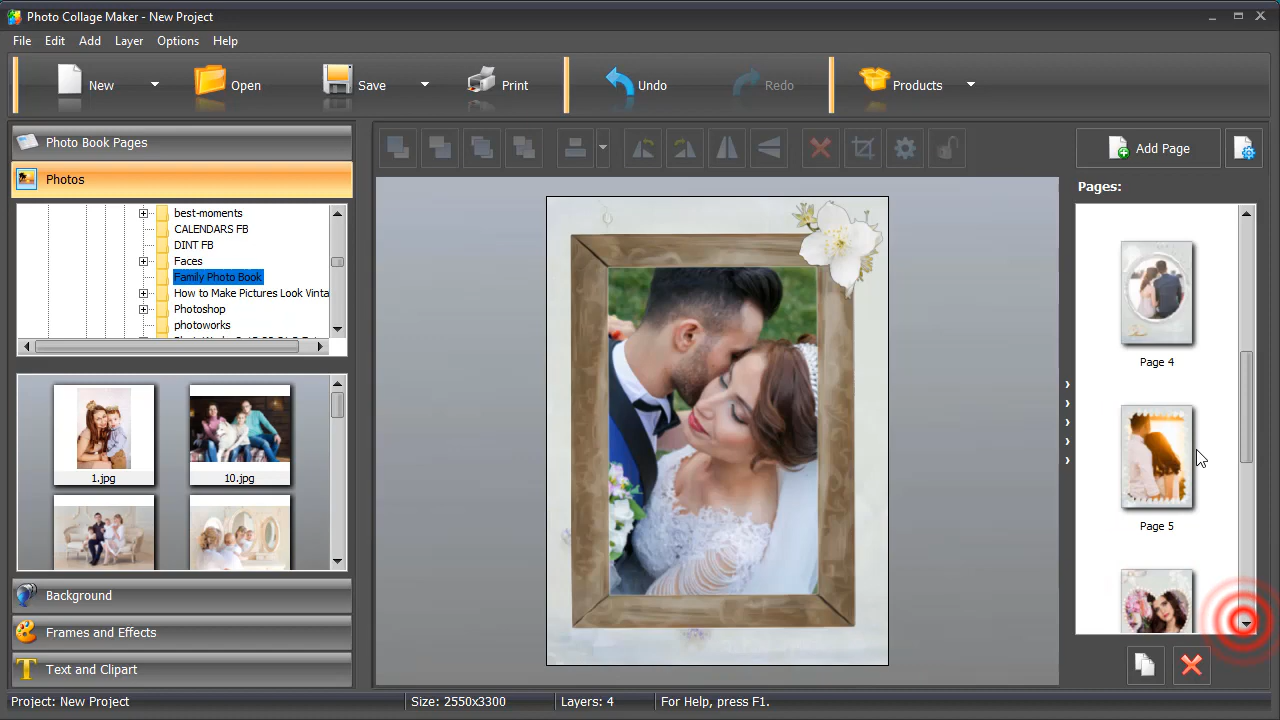 Photo Collage Maker - New Project
File Edit Add Layer Options Help
New Open Save Print Undo Redo Products
Photo Book Pages
Photos
best-moments
CALENDARS FB
DINT FB
Faces
Family Photo Book
How to Make Pictures Look Vinta
Photoshop
photoworks
1.jpg 10.jpg
Background
Frames and Effects
Text and Clipart
Add Page
Pages:
Page 4
Page 5
Project: New Project Size: 2550x3300 Layers: 4 For Help, press F1.